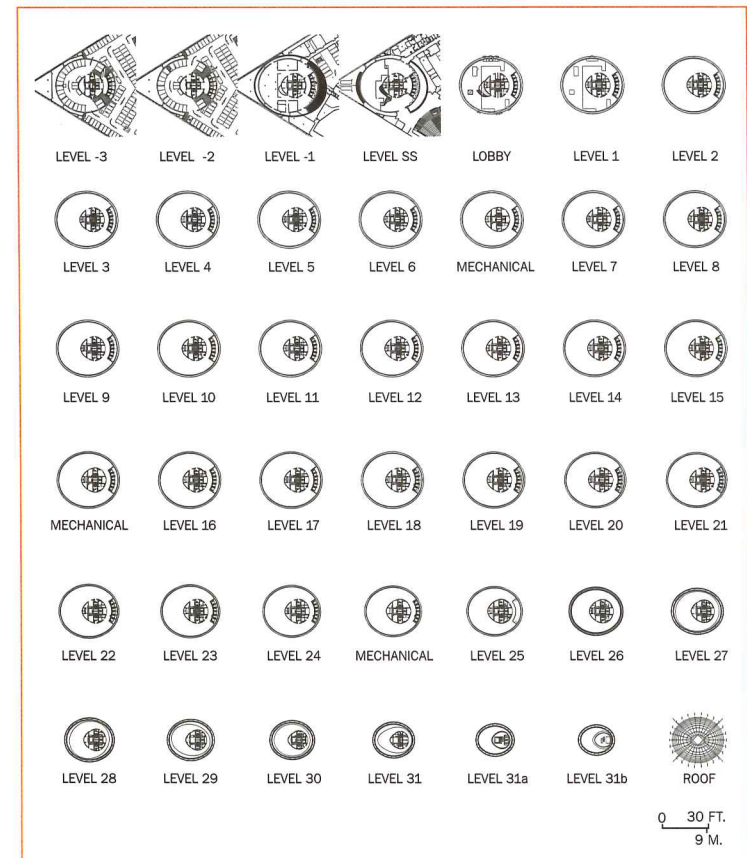 LEVEL -3 LEVEL -2 LEVEL -1 LEVEL SS LOBBY LEVEL 1 LEVEL 2
LEVEL 3 LEVEL 4 LEVEL 5 LEVEL 6 MECHANICAL LEVEL 7 LEVEL 8
LEVEL 9 LEVEL 10 LEVEL 11 LEVEL 12 LEVEL 13 LEVEL 14 LEVEL 15
MECHANICAL LEVEL 16 LEVEL 17 LEVEL 18 LEVEL 19 LEVEL 20 LEVEL 21
LEVEL 22 LEVEL 23 LEVEL 24 MECHANICAL LEVEL 25 LEVEL 26 LEVEL 27
LEVEL 28 LEVEL 29 LEVEL 30 LEVEL 31 LEVEL 31a LEVEL 31b ROOF
0 30 FT.
9 M.